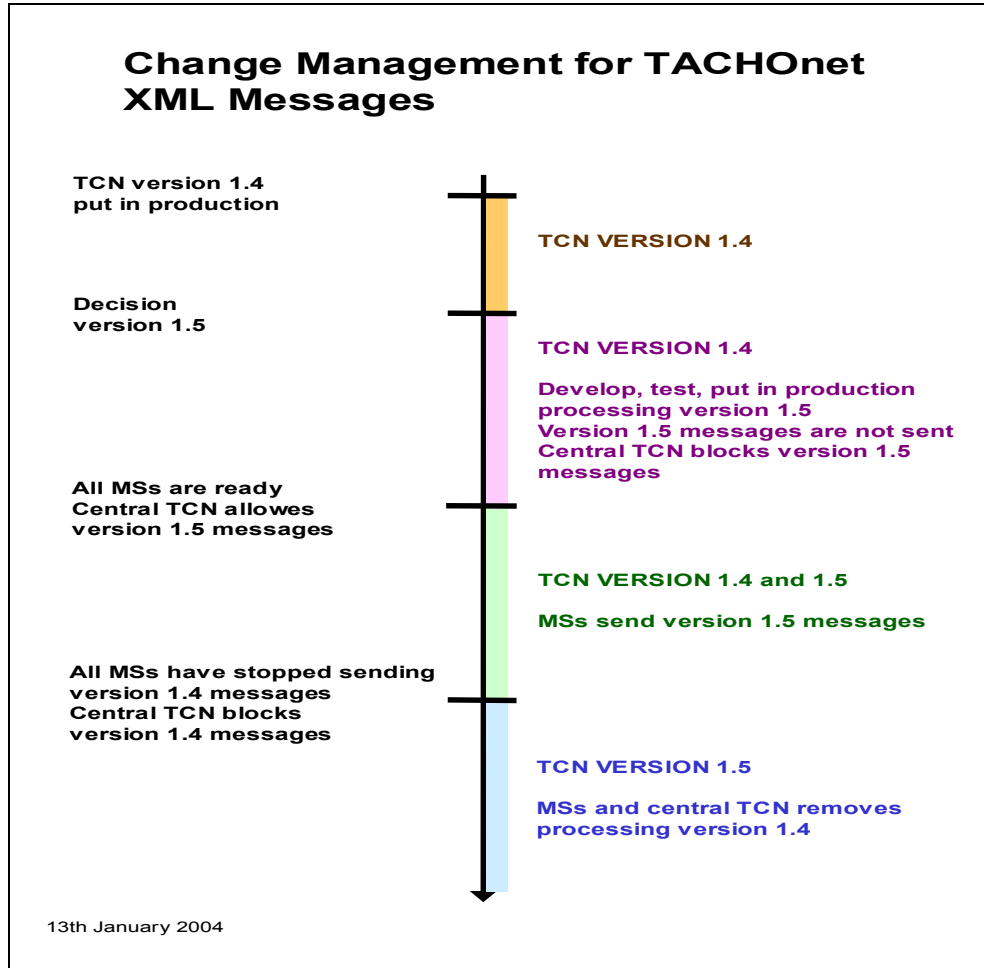 Change Management for TACHOnet
XML Messages
TCN version 1.4
put in production
TCN VERSION 1.4
Decision
version 1.5
TCN VERSION 1.4
Develop, test, put in production
processing version 1.5
Version 1.5 messages are not sent
Central TCN blocks version 1.5
messages
All MSs are ready
Central TCN allowes
version 1.5 messages
TCN VERSION 1.4 and 1.5
MSs send version 1.5 messages
All MSs have stopped sending
version 1.4 messages
Central TCN blocks
version 1.4 messages
TCN VERSION 1.5
MSs and central TCN removes
processing version 1.4
13th January 2004